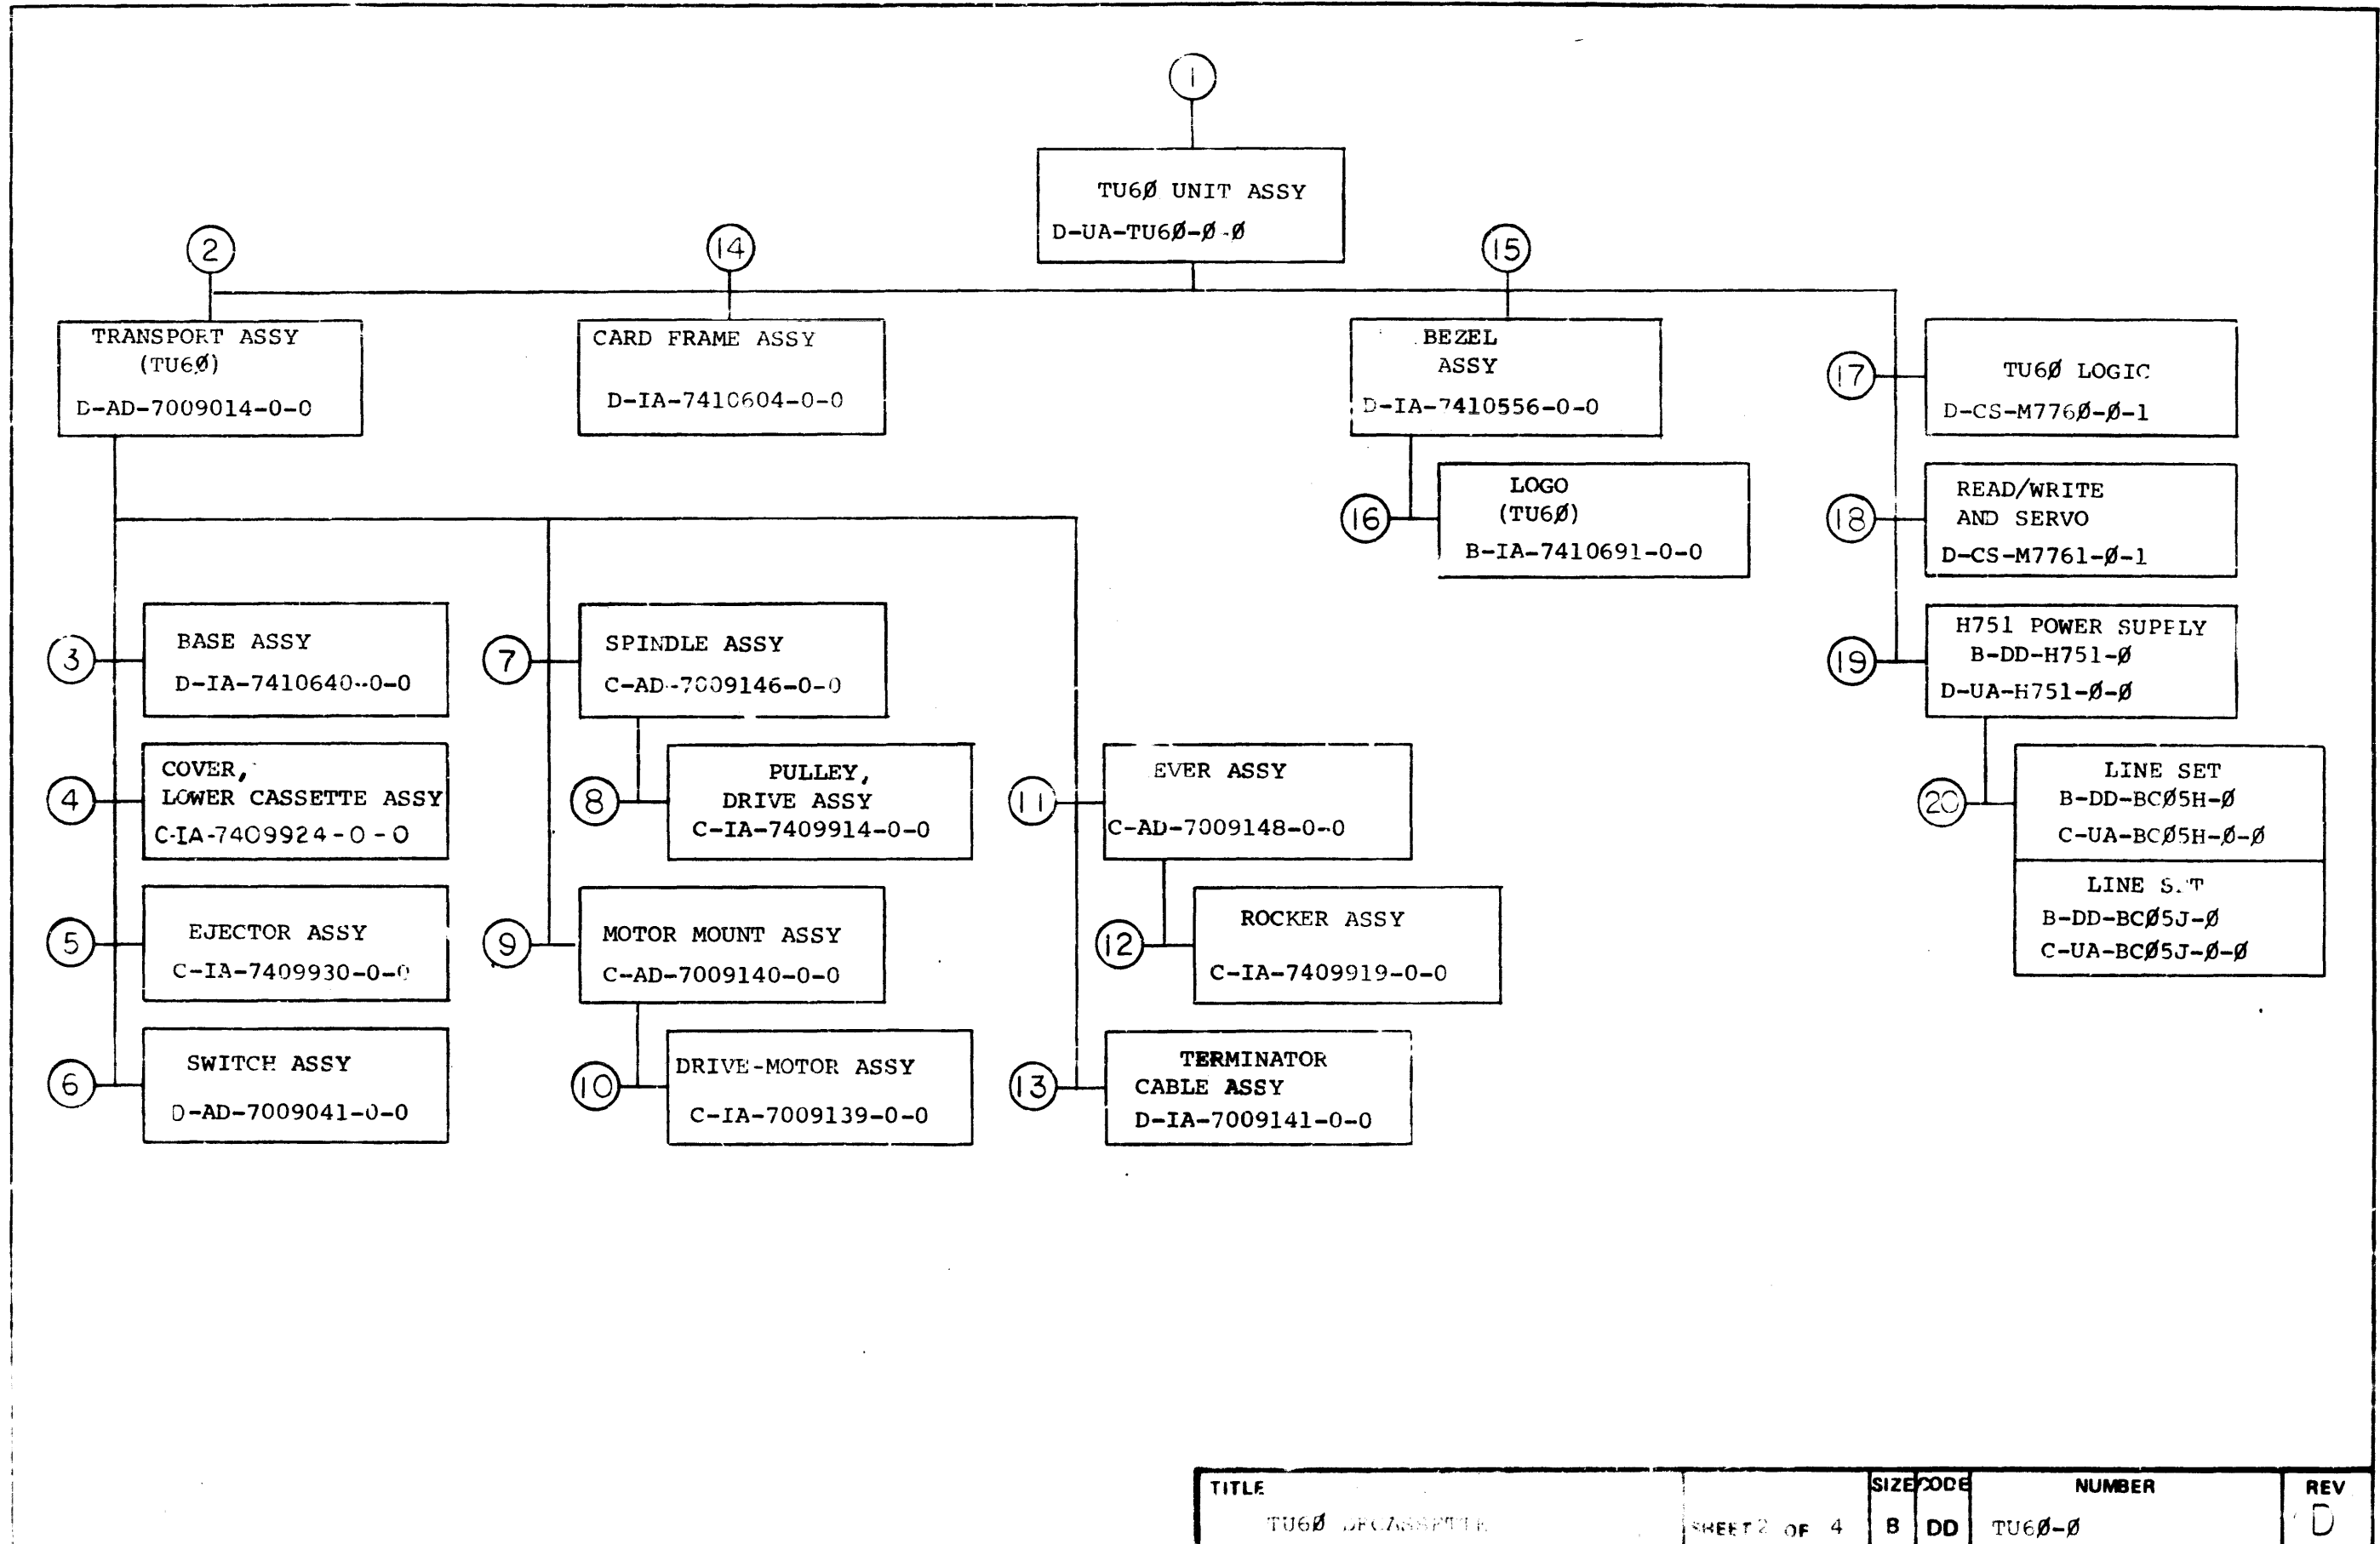 1
TU6Ø UNIT ASSY
D-UA-TU6Ø-Ø-Ø
2
TRANSPORT ASSY
(TU6Ø)
D-AD-7009014-0-0
14
CARD FRAME ASSY
D-IA-7410604-0-0
15
BEZEL
ASSY
D-IA-7410556-0-0
16
LOGO
(TU6Ø)
B-IA-7410691-0-0
17
TU6Ø LOGIC
D-CS-M776Ø-Ø-1
18
READ/WRITE
AND SERVO
D-CS-M7761-Ø-1
19
H751 POWER SUPPLY
B-DD-H751-Ø
D-UA-H751-Ø-Ø
20
LINE SET
B-DD-BCØ5H-Ø
C-UA-BCØ5H-Ø-Ø
LINE S T
B-DD-BCØ5J-Ø
C-UA-BCØ5J-Ø-Ø
3
BASE ASSY
D-IA-7410640-0-0
4
COVER,
LOWER CASSETTE ASSY
C-IA-7409924-0-0
5
EJECTOR ASSY
C-IA-7409930-0-0
6
SWITCH ASSY
D-AD-7009041-0-0
7
SPINDLE ASSY
C-AD-7009146-0-0
8
PULLEY,
DRIVE ASSY
C-IA-7409914-0-0
9
MOTOR MOUNT ASSY
C-AD-7009140-0-0
10
DRIVE-MOTOR ASSY
C-IA-7009139-0-0
11
EVER ASSY
C-AD-7009148-0-0
12
ROCKER ASSY
C-IA-7409919-0-0
13
TERMINATOR
CABLE ASSY
D-IA-7009141-0-0
TITLE
TU6Ø DECASSETTE
SHEET 2 OF 4
SIZE
B
CODE
DD
NUMBER
TU6Ø-Ø
REV
D